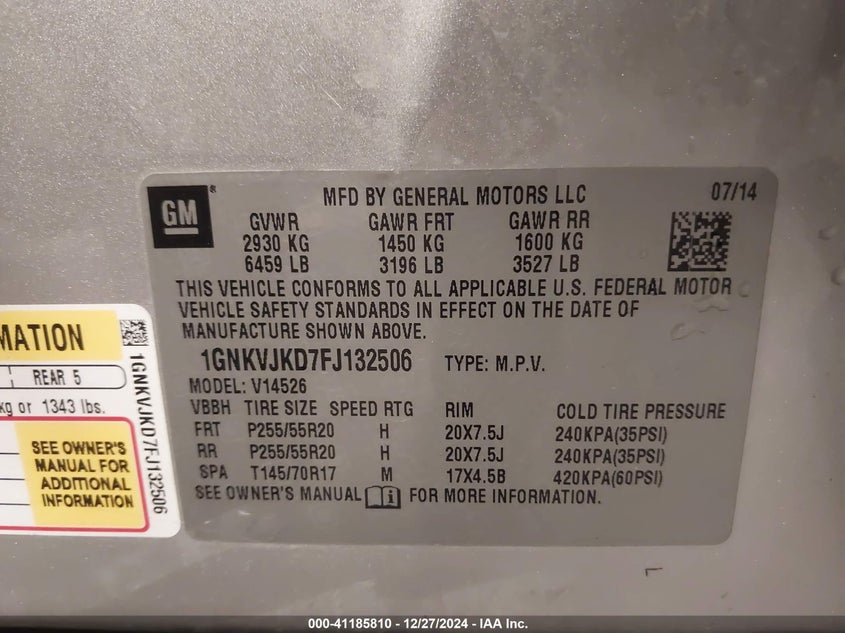 GM ®
MFD BY GENERAL MOTORS LLC 07/14
GVWR GAWR FRT GAWR RR
2930 KG 1450 KG 1600 KG
6459 LB 3196 LB 3527 LB
THIS VEHICLE CONFORMS TO ALL APPLICABLE U.S. FEDERAL MOTOR
VEHICLE SAFETY STANDARDS IN EFFECT ON THE DATE OF
MANUFACTURE SHOWN ABOVE.
1GNKVJKD7FJ132506 TYPE: M.P.V.
MODEL: V14526
VBBH TIRE SIZE SPEED RTG RIM COLD TIRE PRESSURE
FRT P255/55R20 H 20X7.5J 240KPA(35PSI)
RR P255/55R20 H 20X7.5J 240KPA(35PSI)
SPA T145/70R17 M 17X4.5B 420KPA(60PSI)
SEE OWNER'S MANUAL FOR MORE INFORMATION.
MATION
REAR 5
kg or 1343 lbs.
SEE OWNER'S
MANUAL FOR
ADDITIONAL
INFORMATION
1GNKVJKD7FJ132506
000-41185810 - 12/27/2024 - IAA Inc.